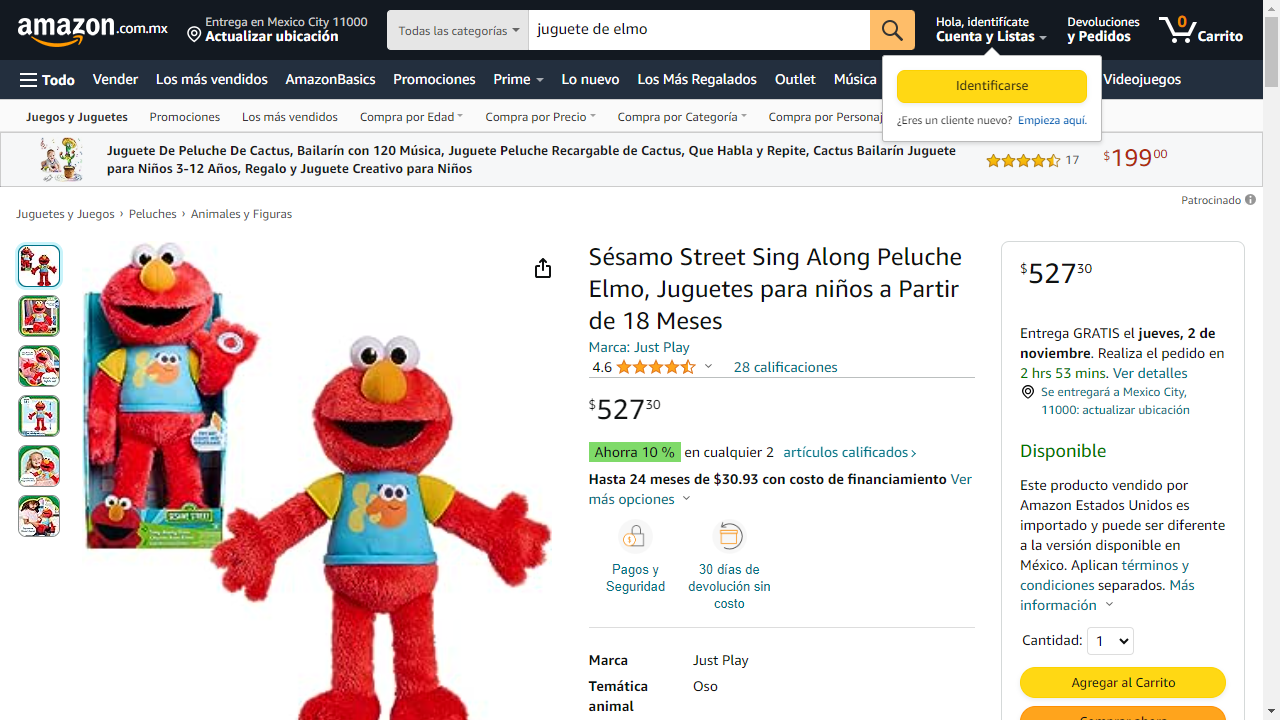 amazon.com.mx
Entrega en Mexico City 11000
Actualizar ubicación
Todas las categorías
juguete de elmo
Hola, identifícate
Cuenta y Listas
Devoluciones
y Pedidos
0
Carrito
Todo
Vender
Los más vendidos
AmazonBasics
Promociones
Prime
Lo nuevo
Los Más Regalados
Outlet
Música
Videojuegos
Identificarse
¿Eres un cliente nuevo? Empieza aquí.
Juegos y Juguetes
Promociones
Los más vendidos
Compra por Edad
Compra por Precio
Compra por Categoría
Compra por Personaj
Juguete De Peluche De Cactus, Bailarín con 120 Música, Juguete Peluche Recargable de Cactus, Que Habla y Repite, Cactus Bailarín Juguete
para Niños 3-12 Años, Regalo y Juguete Creativo para Niños
17
$19900
Patrocinado
Juguetes y Juegos › Peluches › Animales y Figuras
SESAME STREET
Sésamo Street Sing Along Peluche
Elmo, Juguetes para niños a Partir
de 18 Meses
Marca: Just Play
4.6
28 calificaciones
$52730
Ahorra 10 % en cualquier 2 artículos calificados ›
Hasta 24 meses de $30.93 con costo de financiamiento Ver
más opciones
Pagos y
Seguridad
30 días de
devolución sin
costo
Marca Just Play
Temática Oso
animal
$52730
Entrega GRATIS el jueves, 2 de
noviembre. Realiza el pedido en
2 hrs 53 mins. Ver detalles
Se entregará a Mexico City,
11000: actualizar ubicación
Disponible
Este producto vendido por
Amazon Estados Unidos es
importado y puede ser diferente
a la versión disponible en
México. Aplican términos y
condiciones separados. Más
información
Cantidad: 1
Agregar al Carrito
Comprar ahora